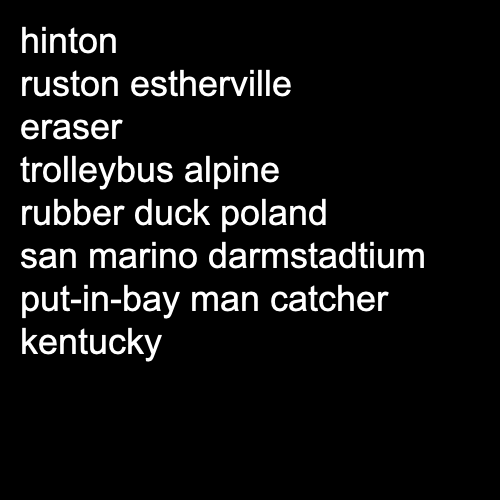 hinton
ruston estherville
eraser
trolleybus alpine
rubber duck poland
san marino darmstadtium
put-in-bay man catcher
kentucky